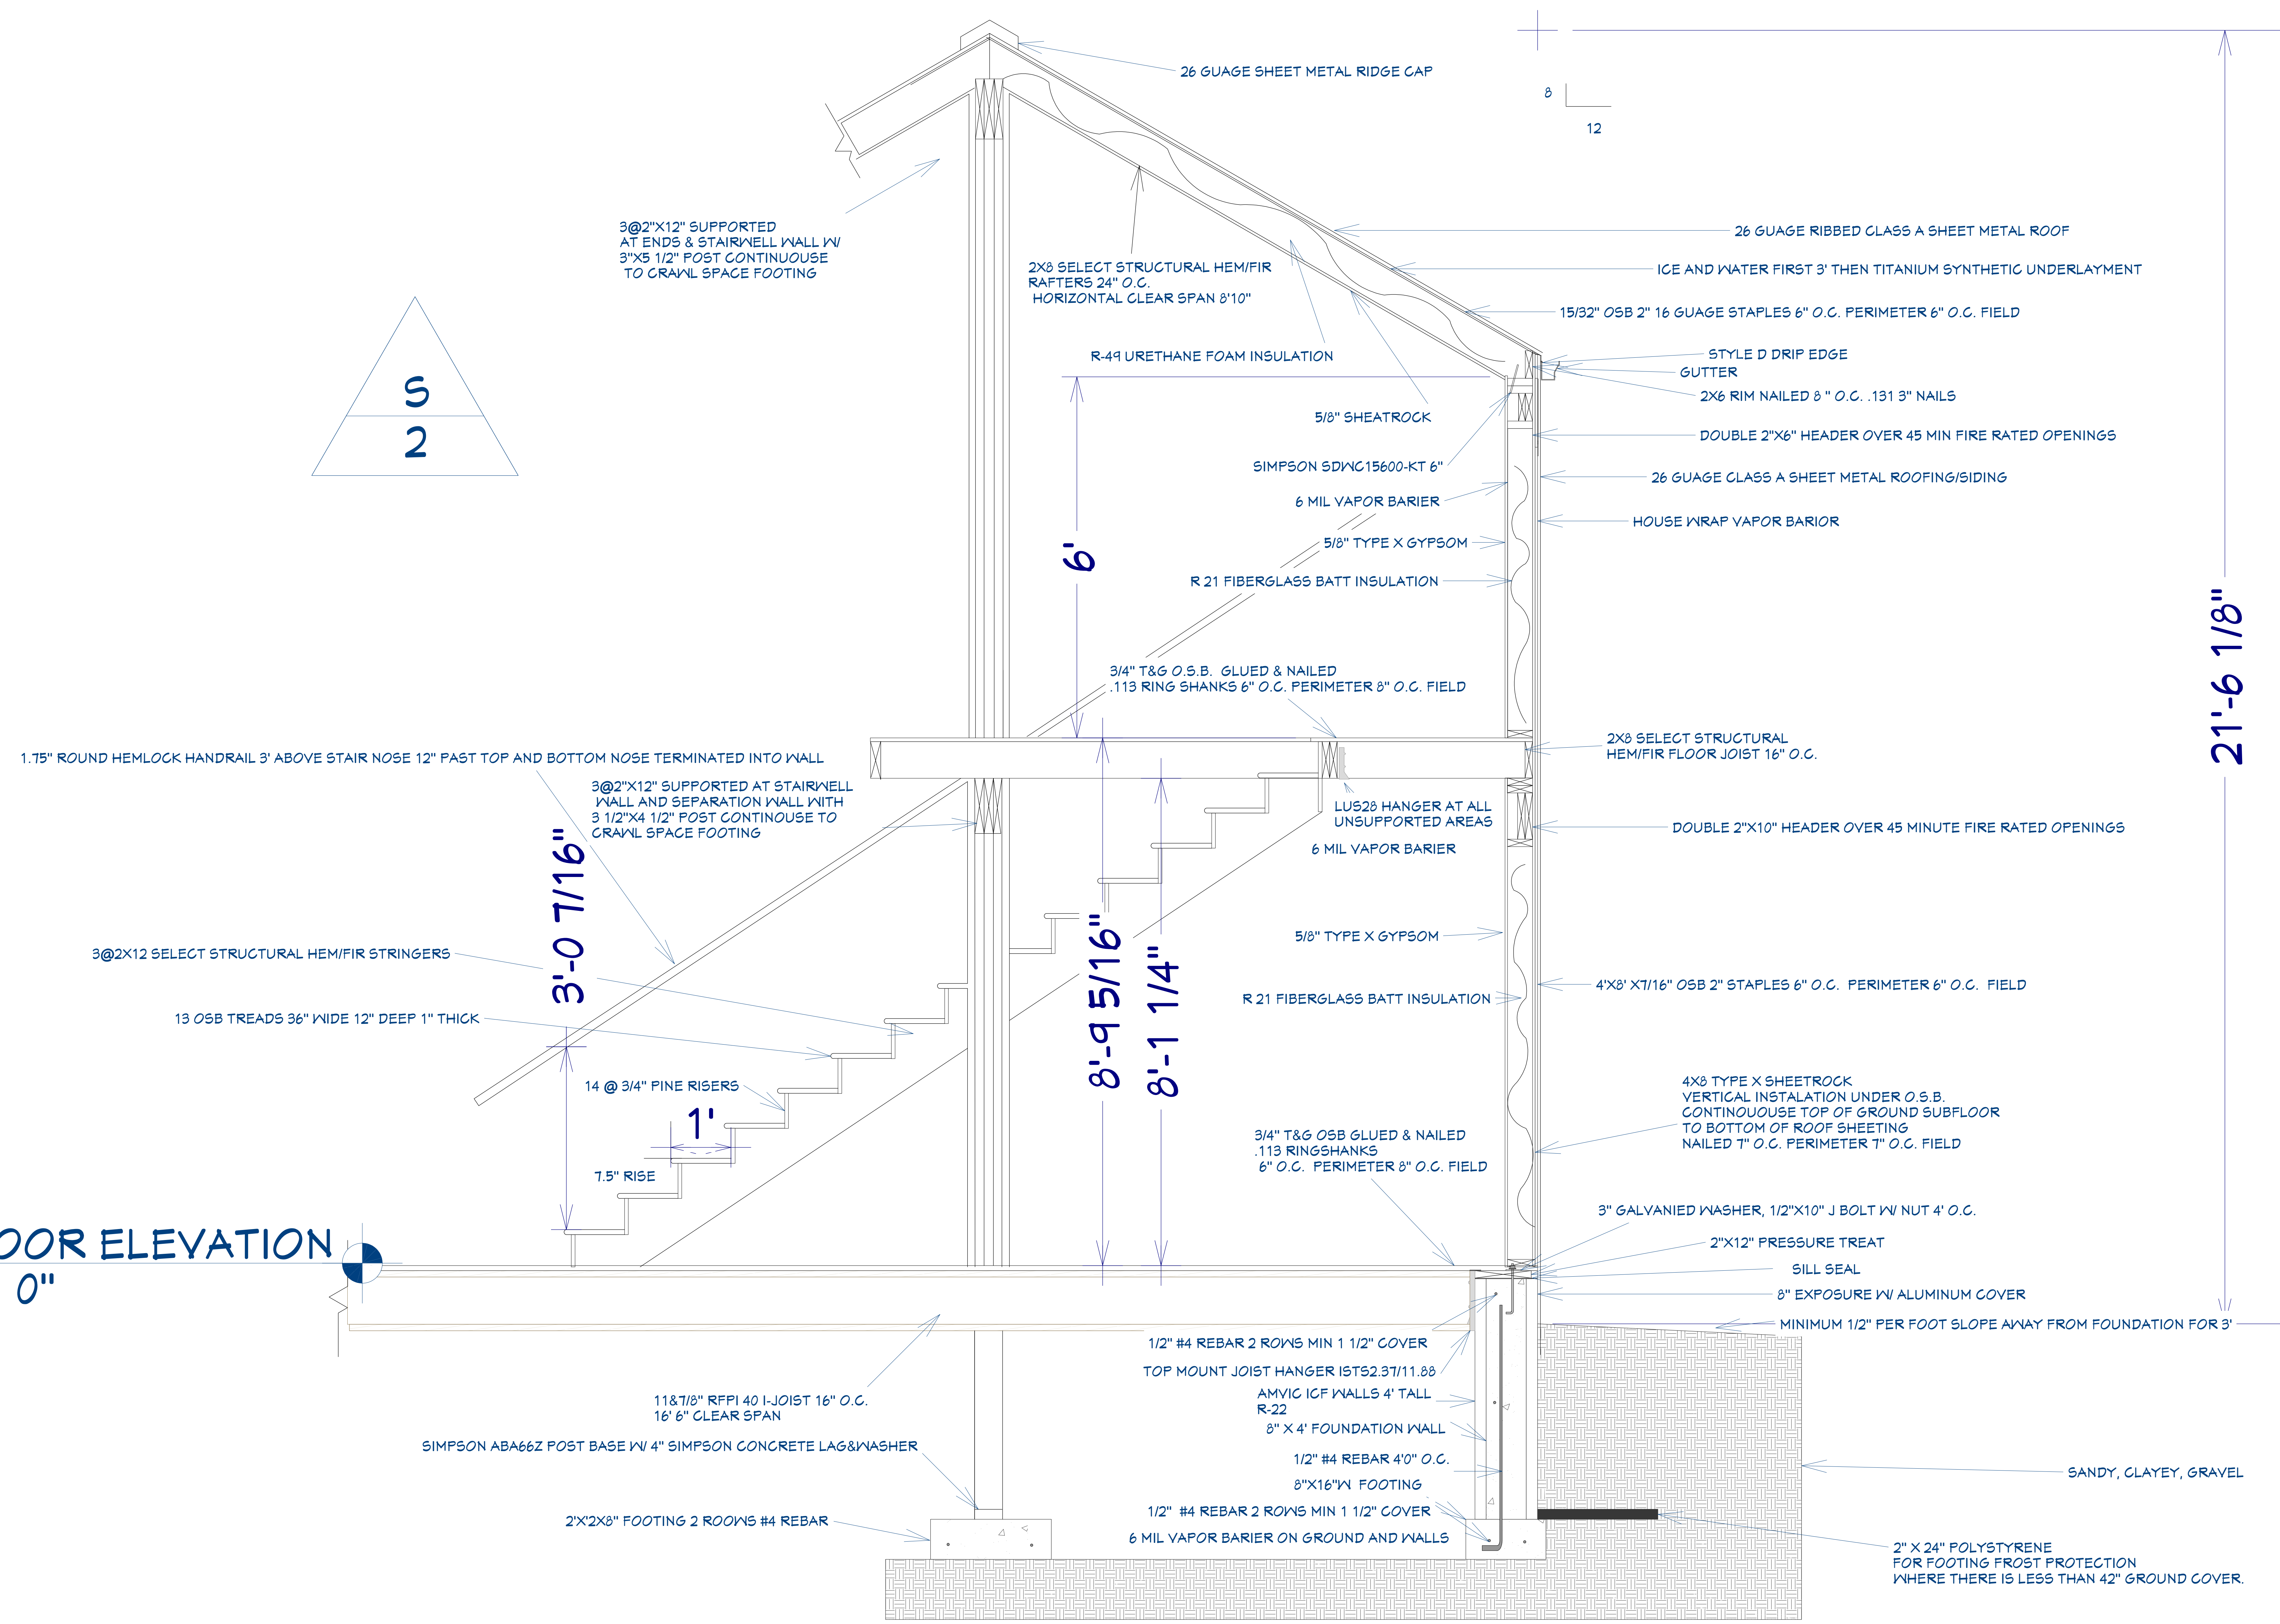 26 GUAGE SHEET METAL RIDGE CAP
8
12
3@2"X12" SUPPORTED
AT ENDS & STAIRWELL WALL W/
3"X5 1/2" POST CONTINUOUSE
TO CRAWL SPACE FOOTING
2X8 SELECT STRUCTURAL HEM/FIR
RAFTERS 24" O.C.
HORIZONTAL CLEAR SPAN 8'10"
26 GUAGE RIBBED CLASS A SHEET METAL ROOF
ICE AND WATER FIRST 3' THEN TITANIUM SYNTHETIC UNDERLAYMENT
15/32" OSB 2" 16 GUAGE STAPLES 6" O.C. PERIMETER 6" O.C. FIELD
R-49 URETHANE FOAM INSULATION
STYLE D DRIP EDGE
GUTTER
2X6 RIM NAILED 8 " O.C. .131 3" NAILS
S
2
5/8" SHEATROCK
DOUBLE 2"X6" HEADER OVER 45 MIN FIRE RATED OPENINGS
SIMPSON SDWC15600-KT 6"
26 GUAGE CLASS A SHEET METAL ROOFING/SIDING
6 MIL VAPOR BARIER
HOUSE WRAP VAPOR BARIOR
5/8" TYPE X GYPSOM
6'
R 21 FIBERGLASS BATT INSULATION
21'-6 1/8"
3/4" T&G O.S.B. GLUED & NAILED
.113 RING SHANKS 6" O.C. PERIMETER 8" O.C. FIELD
1.75" ROUND HEMLOCK HANDRAIL 3' ABOVE STAIR NOSE 12" PAST TOP AND BOTTOM NOSE TERMINATED INTO WALL
2X8 SELECT STRUCTURAL
HEM/FIR FLOOR JOIST 16" O.C.
3@2"X12" SUPPORTED AT STAIRWELL
WALL AND SEPARATION WALL WITH
3 1/2"X4 1/2" POST CONTINOUSE TO
CRAWL SPACE FOOTING
LUS28 HANGER AT ALL
UNSUPPORTED AREAS
DOUBLE 2"X10" HEADER OVER 45 MINUTE FIRE RATED OPENINGS
6 MIL VAPOR BARIER
3'-0 7/16"
8'-9 5/16"
8'-1 1/4"
5/8" TYPE X GYPSOM
3@2X12 SELECT STRUCTURAL HEM/FIR STRINGERS
4'X8' X7/16" OSB 2" STAPLES 6" O.C. PERIMETER 6" O.C. FIELD
R 21 FIBERGLASS BATT INSULATION
13 OSB TREADS 36" WIDE 12" DEEP 1" THICK
14 @ 3/4" PINE RISERS
4X8 TYPE X SHEETROCK
VERTICAL INSTALATION UNDER O.S.B.
CONTINOUOUSE TOP OF GROUND SUBFLOOR
TO BOTTOM OF ROOF SHEETING
NAILED 7" O.C. PERIMETER 7" O.C. FIELD
1'
3/4" T&G OSB GLUED & NAILED
.113 RINGSHANKS
6" O.C. PERIMETER 8" O.C. FIELD
7.5" RISE
3" GALVANIED WASHER, 1/2"X10" J BOLT W/ NUT 4' O.C.
2"X12" PRESSURE TREAT
OOR ELEVATION
0"
SILL SEAL
8" EXPOSURE W/ ALUMINUM COVER
MINIMUM 1/2" PER FOOT SLOPE AWAY FROM FOUNDATION FOR 3'
1/2" #4 REBAR 2 ROWS MIN 1 1/2" COVER
TOP MOUNT JOIST HANGER ISTS2.37/11.88
11&7/8" RFPI 40 I-JOIST 16" O.C.
16' 6" CLEAR SPAN
AMVIC ICF WALLS 4' TALL
R-22
8" X 4' FOUNDATION WALL
SIMPSON ABA66Z POST BASE W/ 4" SIMPSON CONCRETE LAG&WASHER
1/2" #4 REBAR 4'0" O.C.
SANDY, CLAYEY, GRAVEL
8"X16"W FOOTING
1/2" #4 REBAR 2 ROWS MIN 1 1/2" COVER
2'X'2X8" FOOTING 2 ROOWS #4 REBAR
6 MIL VAPOR BARIER ON GROUND AND WALLS
2" X 24" POLYSTYRENE
FOR FOOTING FROST PROTECTION
WHERE THERE IS LESS THAN 42" GROUND COVER.